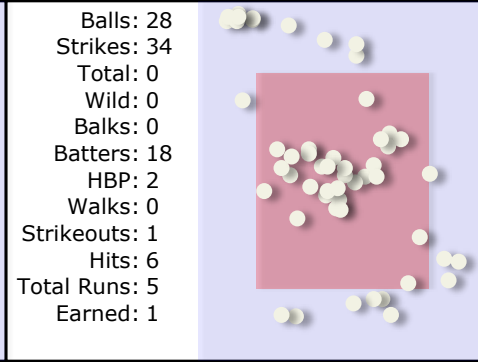 Balls: 28
Strikes: 34
Total: 0
Wild: 0
Balks: 0
Batters: 18
HBP: 2
Walks: 0
Strikeouts: 1
Hits: 6
Total Runs: 5
Earned: 1